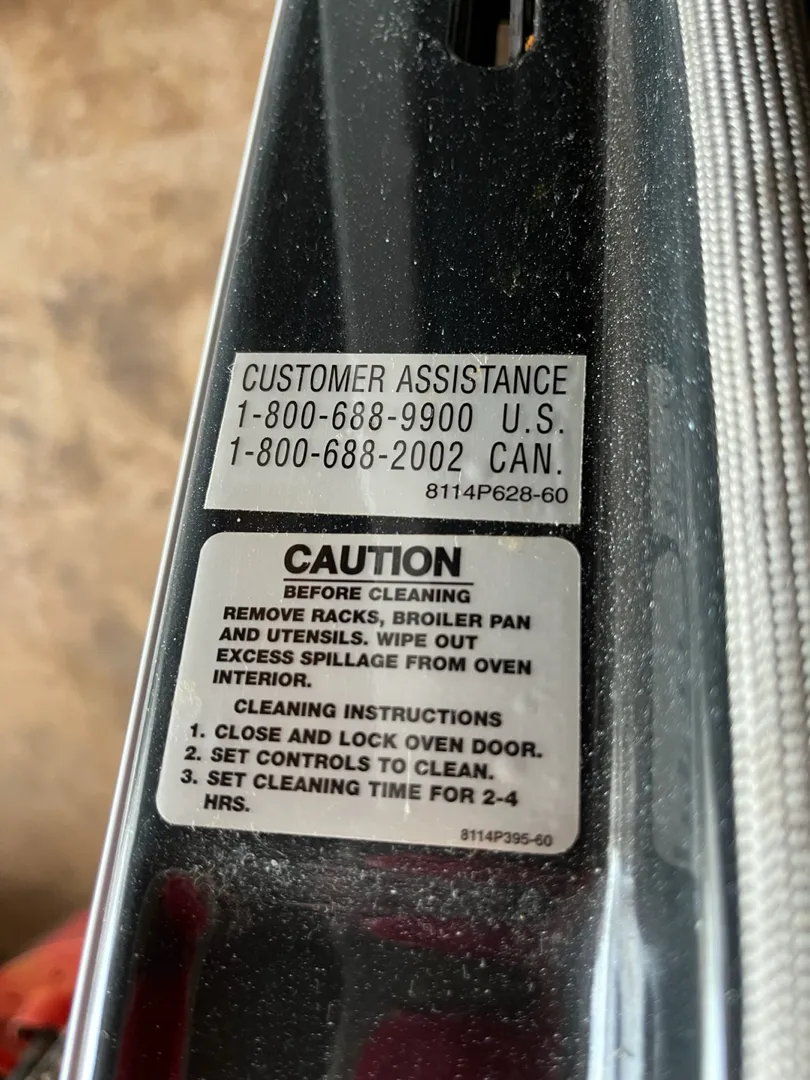 CUSTOMER ASSISTANCE
1-800-688-9900 U.S.
1-800-688-2002 CAN.
8114P628-60
CAUTION
BEFORE CLEANING
REMOVE RACKS, BROILER PAN
AND UTENSILS. WIPE OUT
EXCESS SPILLAGE FROM OVEN
INTERIOR.
CLEANING INSTRUCTIONS
1. CLOSE AND LOCK OVEN DOOR.
2. SET CONTROLS TO CLEAN.
3. SET CLEANING TIME FOR 2-4
HRS.
8114P395-60